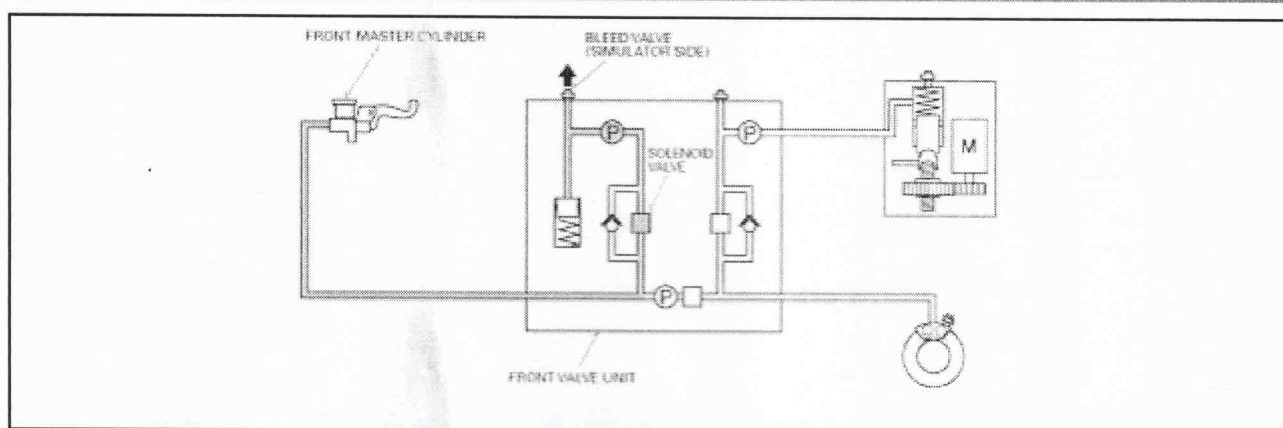 FRONT MASTER CYLINDER
BLEED VALVE
(SIMULATOR SIDE)
P
P
SOLENOID
VALVE
M
P
FRONT VALVE UNIT